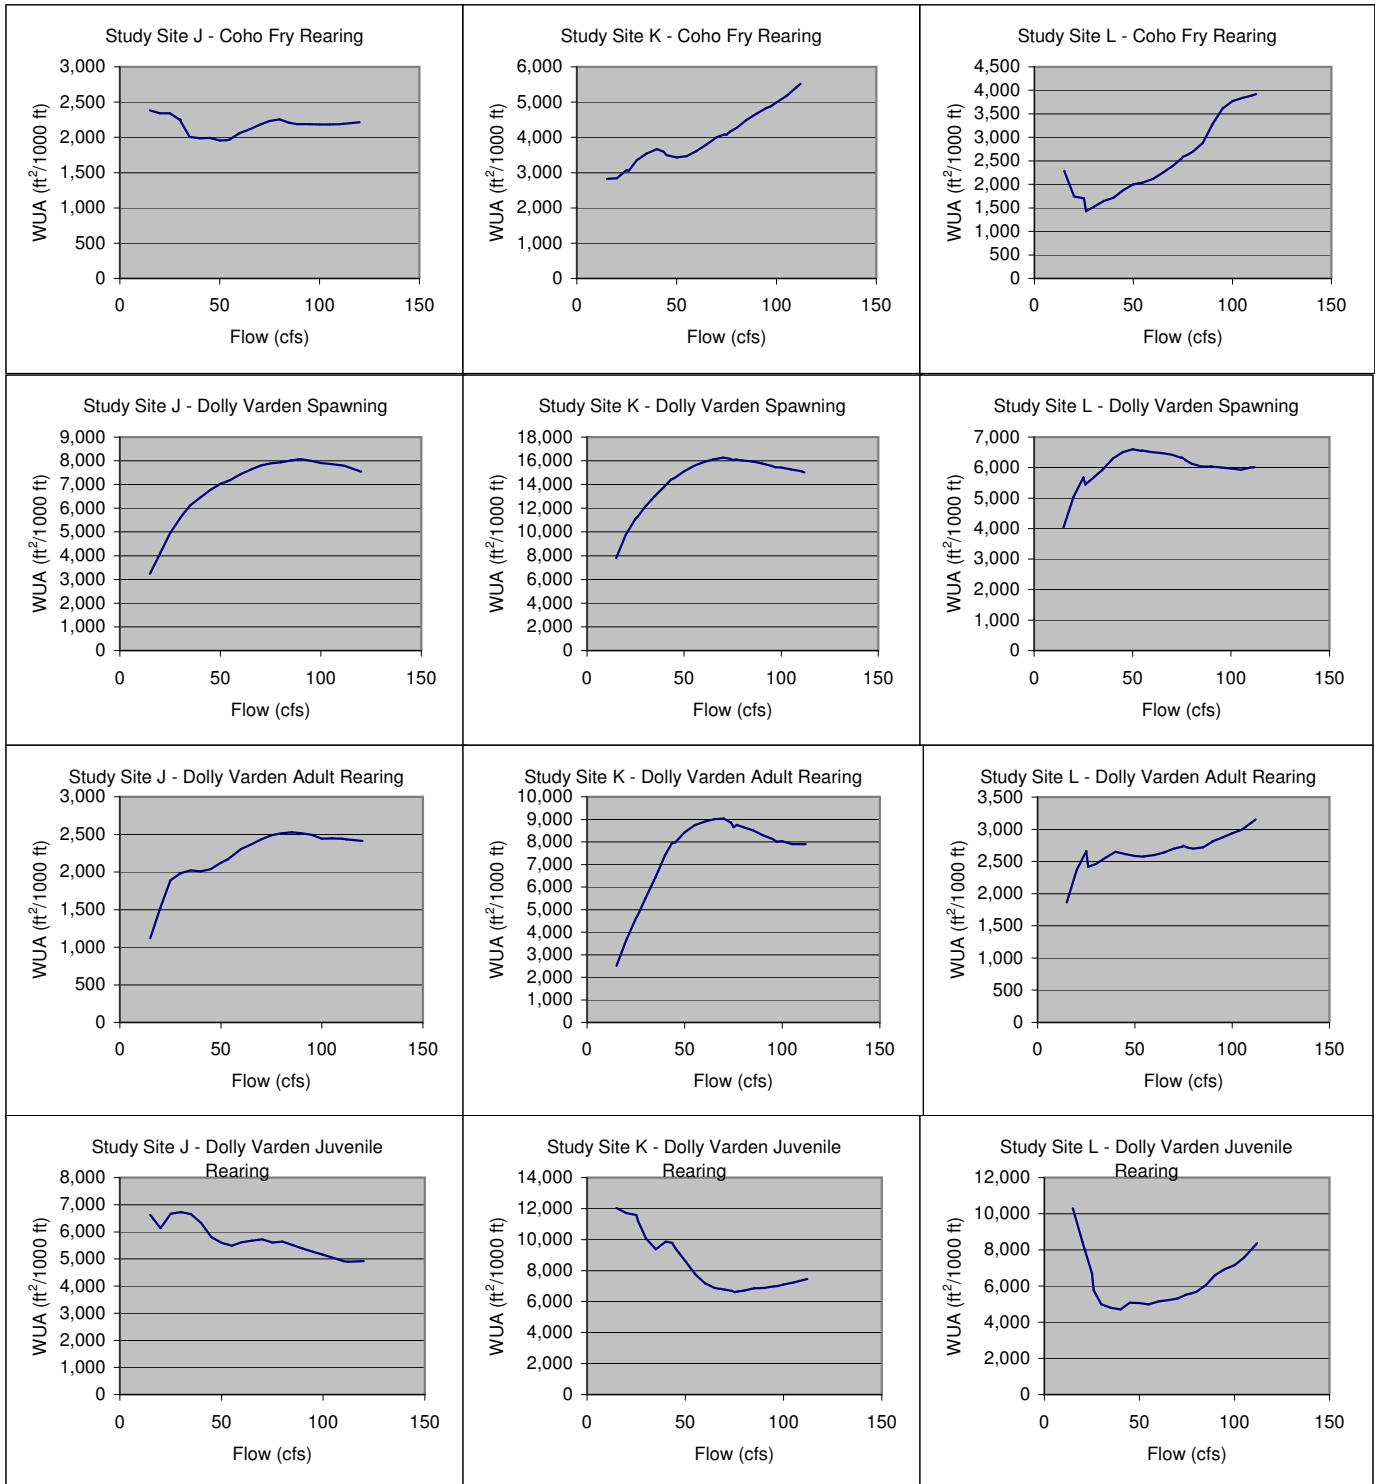 Study Site J - Coho Fry Rearing
3,000
2,500
2,000
1,500
1,000
500
0
WUA (ft²/1000 ft)
0 50 100 150
Flow (cfs)
Study Site K - Coho Fry Rearing
6,000
5,000
4,000
3,000
2,000
1,000
0
WUA (ft²/1000 ft)
0 50 100 150
Flow (cfs)
Study Site L - Coho Fry Rearing
4,500
4,000
3,500
3,000
2,500
2,000
1,500
1,000
500
0
WUA (ft²/1000 ft)
0 50 100 150
Flow (cfs)
Study Site J - Dolly Varden Spawning
9,000
8,000
7,000
6,000
5,000
4,000
3,000
2,000
1,000
0
WUA (ft²/1000 ft)
0 50 100 150
Flow (cfs)
Study Site K - Dolly Varden Spawning
18,000
16,000
14,000
12,000
10,000
8,000
6,000
4,000
2,000
0
WUA (ft²/1000 ft)
0 50 100 150
Flow (cfs)
Study Site L - Dolly Varden Spawning
7,000
6,000
5,000
4,000
3,000
2,000
1,000
0
WUA (ft²/1000 ft)
0 50 100 150
Flow (cfs)
Study Site J - Dolly Varden Adult Rearing
3,000
2,500
2,000
1,500
1,000
500
0
WUA (ft²/1000 ft)
0 50 100 150
Flow (cfs)
Study Site K - Dolly Varden Adult Rearing
10,000
9,000
8,000
7,000
6,000
5,000
4,000
3,000
2,000
1,000
0
WUA (ft²/1000 ft)
0 50 100 150
Flow (cfs)
Study Site L - Dolly Varden Adult Rearing
3,500
3,000
2,500
2,000
1,500
1,000
500
0
WUA (ft²/1000 ft)
0 50 100 150
Flow (cfs)
Study Site J - Dolly Varden Juvenile
Rearing
8,000
7,000
6,000
5,000
4,000
3,000
2,000
1,000
0
WUA (ft²/1000 ft)
0 50 100 150
Flow (cfs)
Study Site K - Dolly Varden Juvenile
Rearing
14,000
12,000
10,000
8,000
6,000
4,000
2,000
0
WUA (ft²/1000 ft)
0 50 100 150
Flow (cfs)
Study Site L - Dolly Varden Juvenile
Rearing
12,000
10,000
8,000
6,000
4,000
2,000
0
WUA (ft²/1000 ft)
0 50 100 150
Flow (cfs)